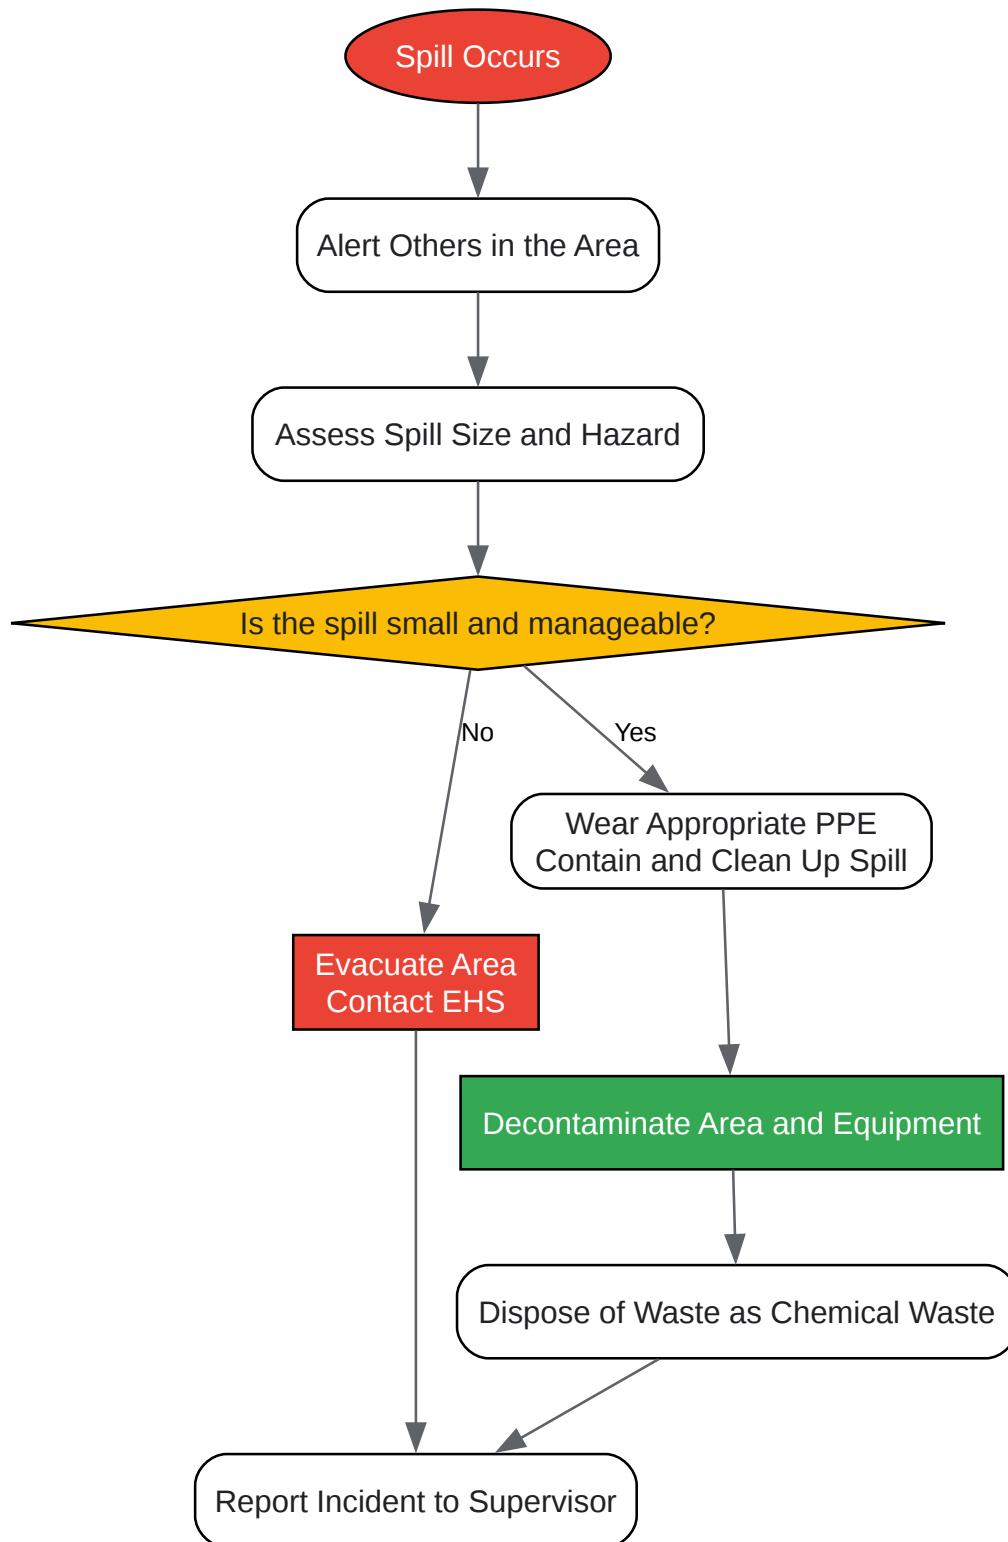 Spill Occurs
Alert Others in the Area
Assess Spill Size and Hazard
Is the spill small and manageable?
No
Yes
Wear Appropriate PPE
Contain and Clean Up Spill
Evacuate Area
Contact EHS
Decontaminate Area and Equipment
Dispose of Waste as Chemical Waste
Report Incident to Supervisor